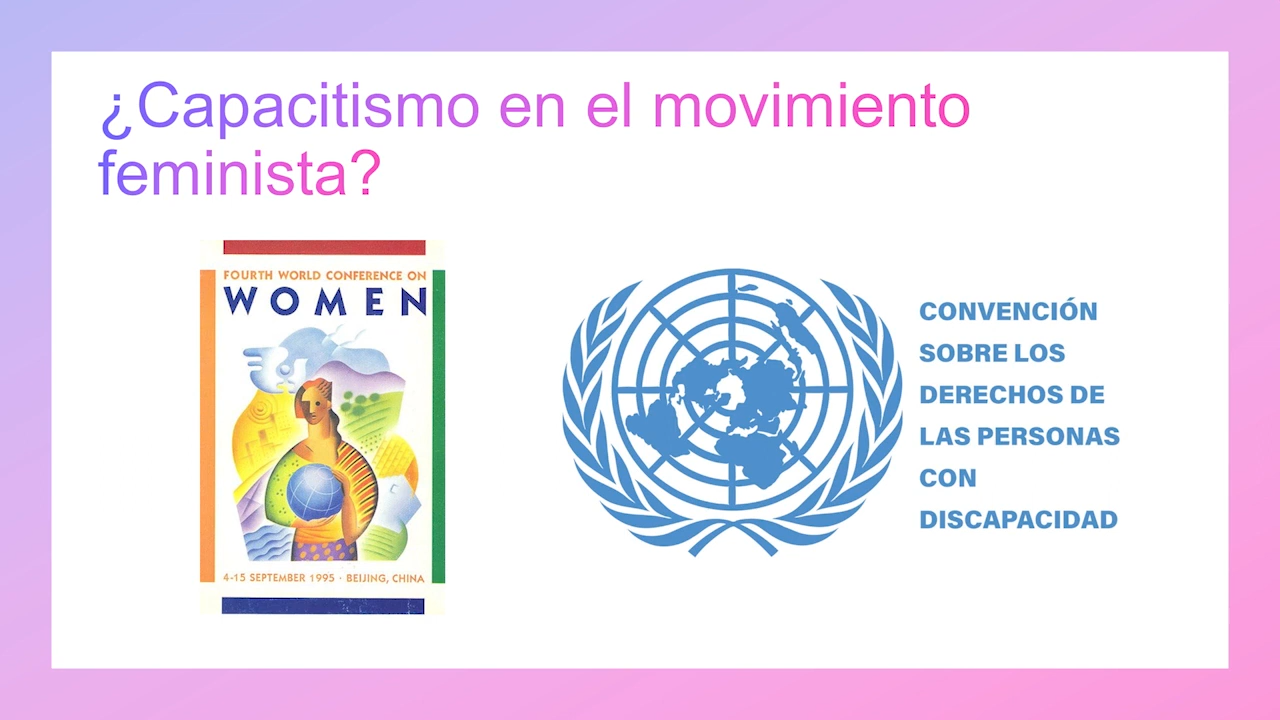 ¿Capacitismo en el movimiento
feminista?
FOURTH WORLD CONFERENCE ON
WOMEN
4-15 SEPTEMBER 1995 · BEIJING, CHINA
CONVENCIÓN
SOBRE LOS
DERECHOS DE
LAS PERSONAS
CON
DISCAPACIDAD